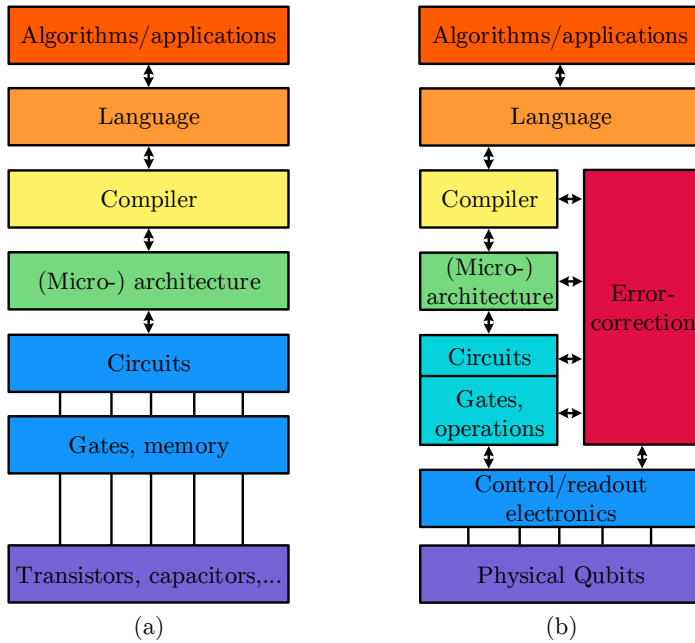 Algorithms/applications
Language
Compiler
(Micro-) architecture
Circuits
Gates, memory
Transistors, capacitors,...
(a)
Algorithms/applications
Language
Compiler
(Micro-)
architecture
Circuits
Gates,
operations
Error-
correction
Control/readout
electronics
Physical Qubits
(b)